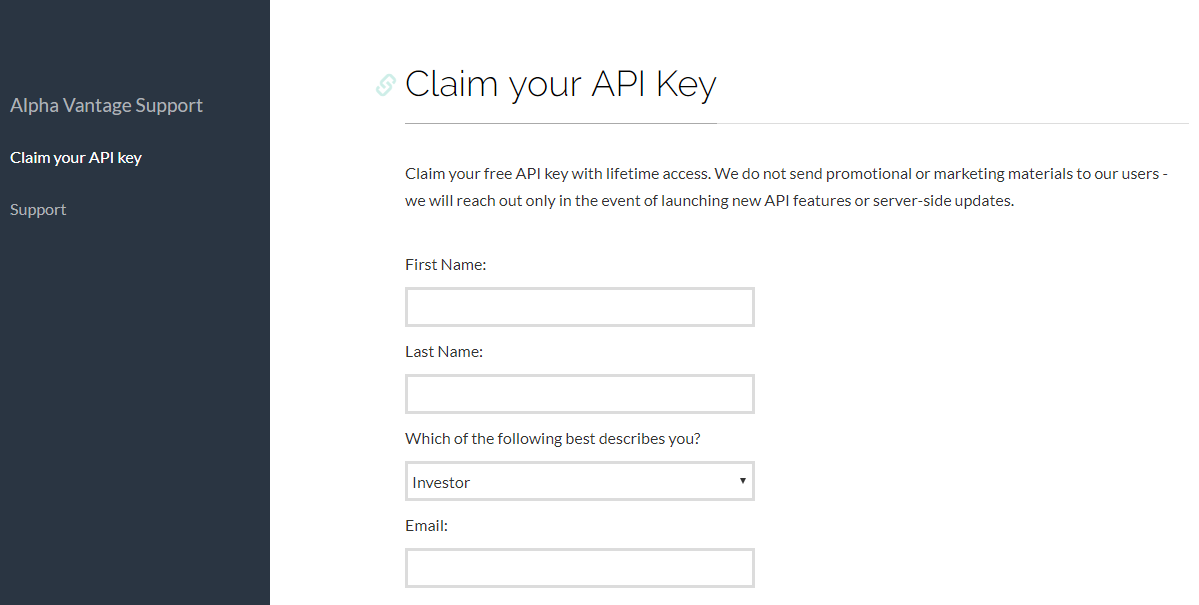 Alpha Vantage Support
Claim your API key
Support
Claim your API Key
Claim your free API key with lifetime access. We do not send promotional or marketing materials to our users -
we will reach out only in the event of launching new API features or server-side updates.
First Name:
Last Name:
Which of the following best describes you?
Investor
Email: